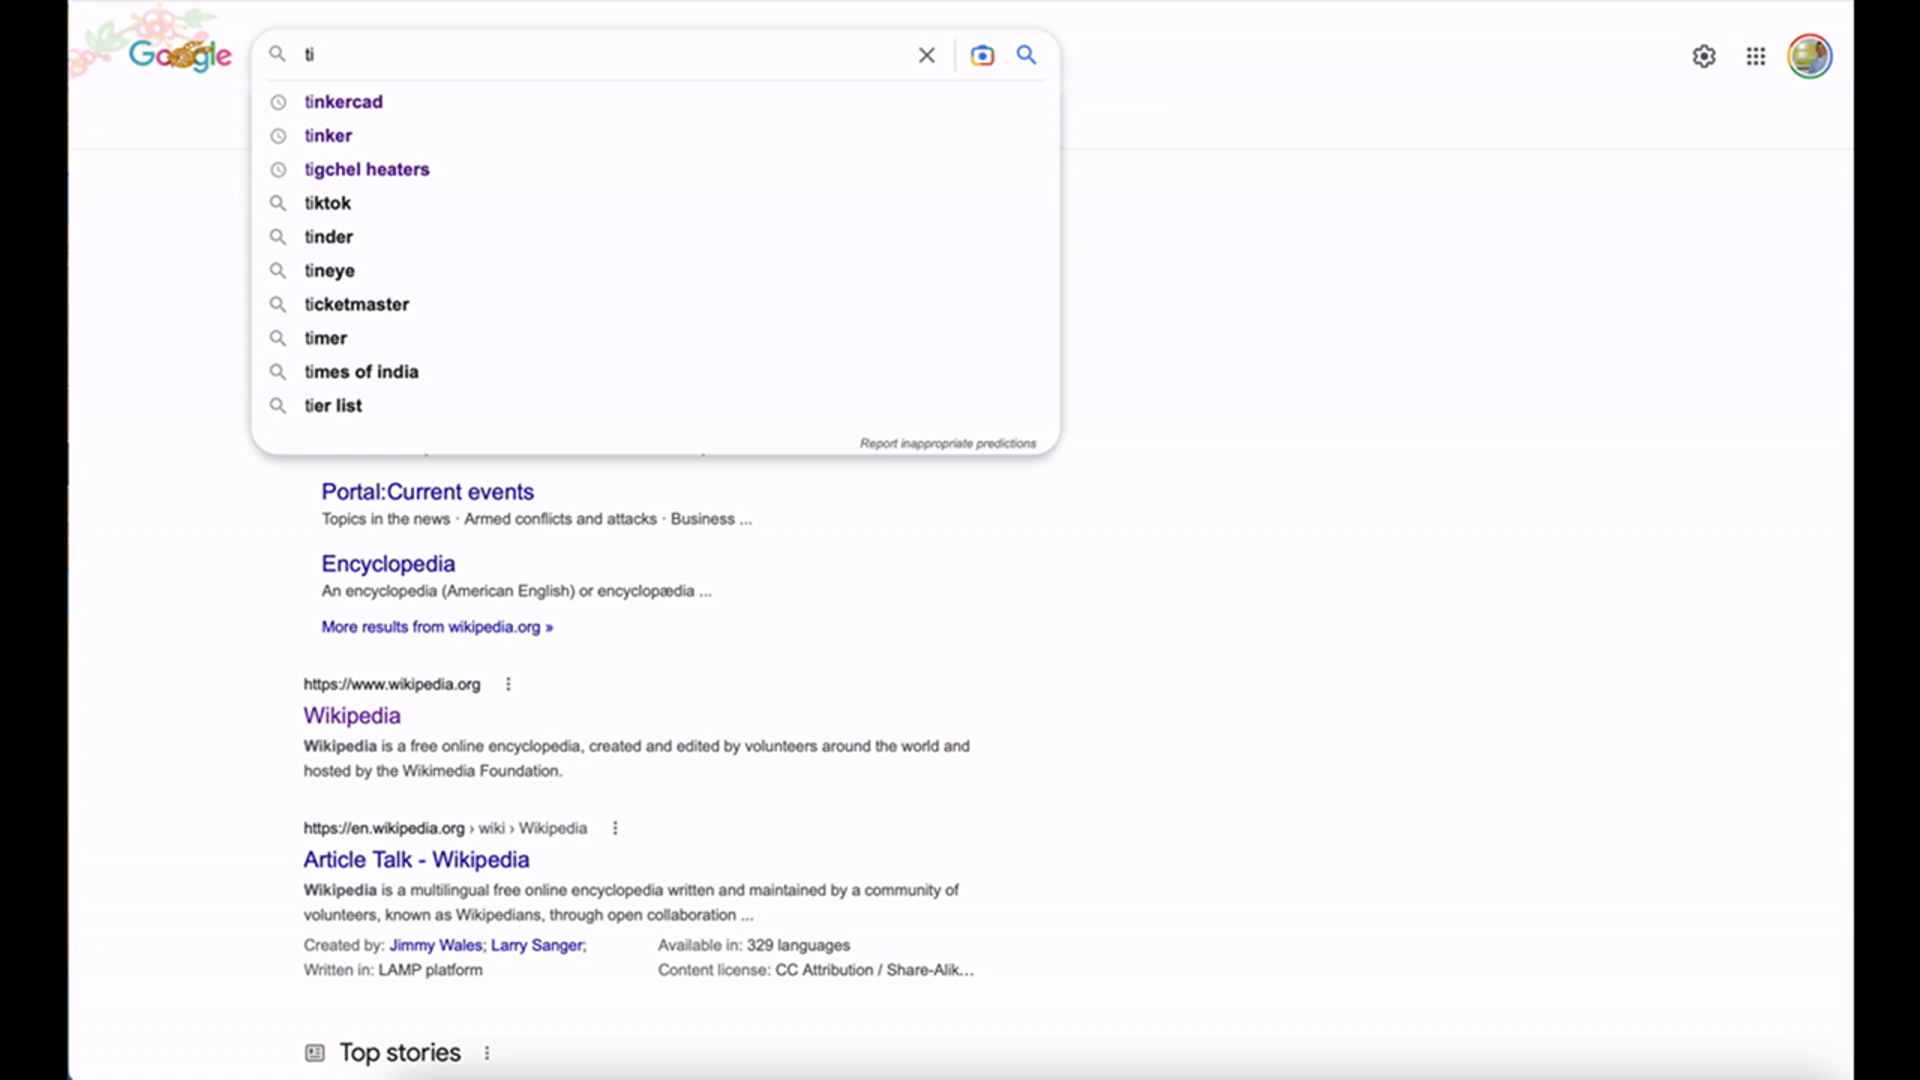 Google
ti
tinkercad
tinker
tigchel heaters
tiktok
tinder
tineye
ticketmaster
timer
times of india
tier list
Report inappropriate predictions
Portal:Current events
Topics in the news · Armed conflicts and attacks · Business ...
Encyclopedia
An encyclopedia (American English) or encyclopædia ...
More results from wikipedia.org »
https://www.wikipedia.org
Wikipedia
Wikipedia is a free online encyclopedia, created and edited by volunteers around the world and
hosted by the Wikimedia Foundation.
https://en.wikipedia.org › wiki › Wikipedia
Article Talk - Wikipedia
Wikipedia is a multilingual free online encyclopedia written and maintained by a community of
volunteers, known as Wikipedians, through open collaboration ...
Created by: Jimmy Wales; Larry Sanger; Available in: 329 languages
Written in: LAMP platform Content license: CC Attribution / Share-Alik...
Top stories